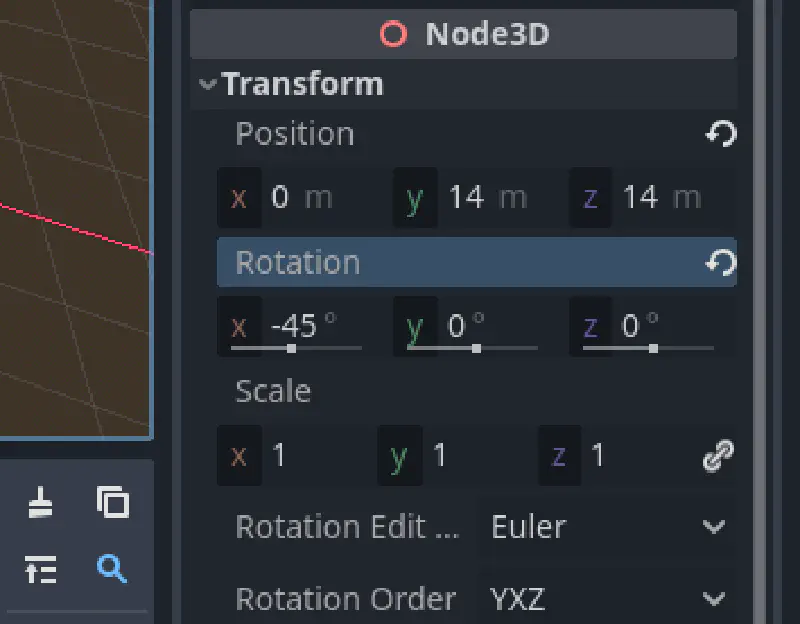 Node3D
Transform
Position
x 0 m y 14 m z 14 m
Rotation
x -45 ° y 0 ° z 0 °
Scale
x 1 y 1 z 1
Rotation Edit ... Euler
Rotation Order YXZ